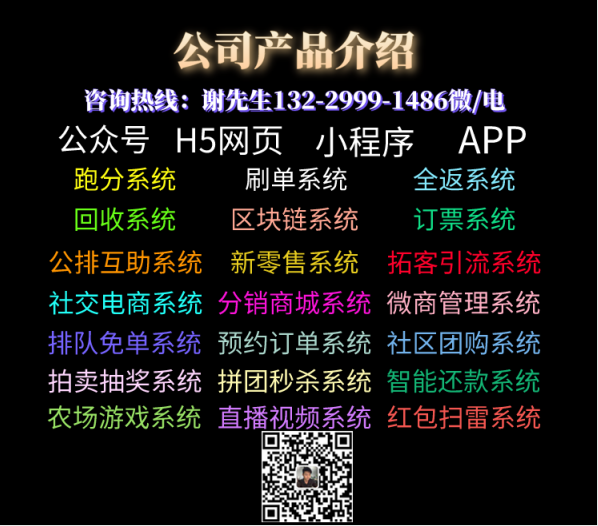 公司产品介绍
咨询热线：谢先生132-2999-1486微/电
公众号 H5网页 小程序 APP
跑分系统 刷单系统 全返系统
回收系统 区块链系统 订票系统
公排互助系统 新零售系统 拓客引流系统
社交电商系统 分销商城系统 微商管理系统
排队免单系统 预约订单系统 社区团购系统
拍卖抽奖系统 拼团秒杀系统 智能还款系统
农场游戏系统 直播视频系统 红包扫雷系统